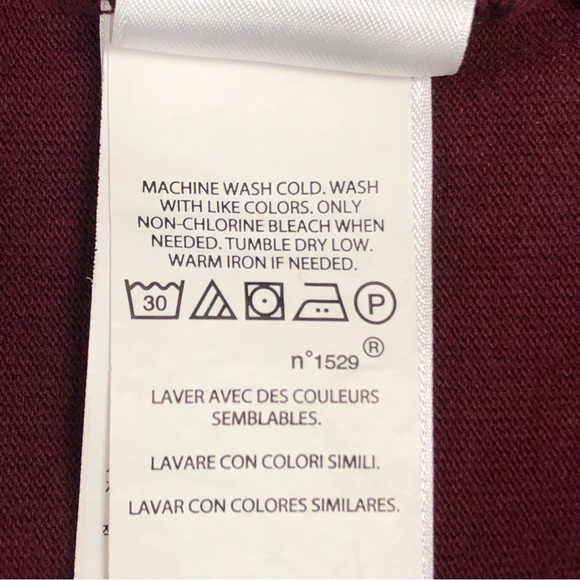 MACHINE WASH COLD. WASH
WITH LIKE COLORS. ONLY
NON-CHLORINE BLEACH WHEN
NEEDED. TUMBLE DRY LOW.
WARM IRON IF NEEDED.
30 P
n°1529 ®
LAVER AVEC DES COULEURS
SEMBLABLES.
LAVARE CON COLORI SIMILI.
LAVAR CON COLORES SIMILARES.